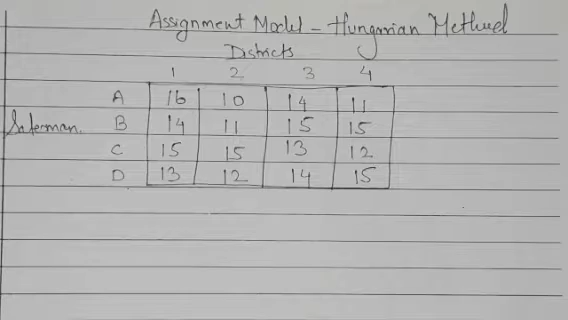 Assignment Model - Hungarian Method
Districts
1 2 3 4
A 16 10 14 11
Salesman. B 14 11 15 15
C 15 15 13 12
D 13 12 14 15